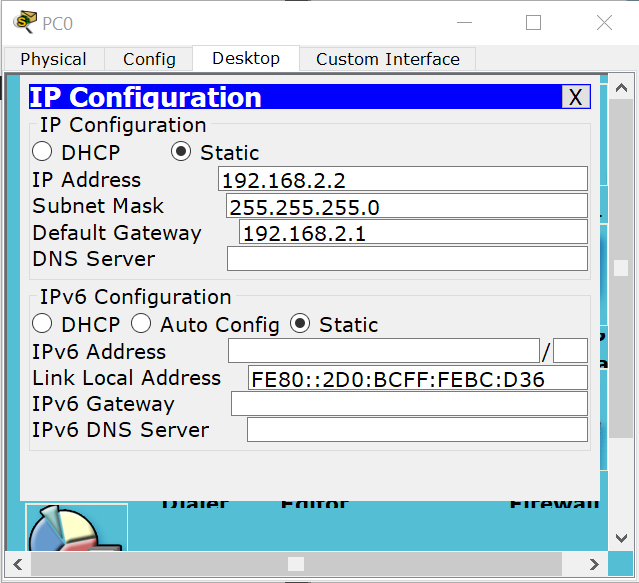 PC0
Physical Config Desktop Custom Interface
IP Configuration X
IP Configuration
DHCP Static
IP Address 192.168.2.2
Subnet Mask 255.255.255.0
Default Gateway 192.168.2.1
DNS Server
IPv6 Configuration
DHCP Auto Config Static
IPv6 Address /
Link Local Address FE80::2D0:BCFF:FEBC:D36
IPv6 Gateway
IPv6 DNS Server
Dialer Editor Firewall